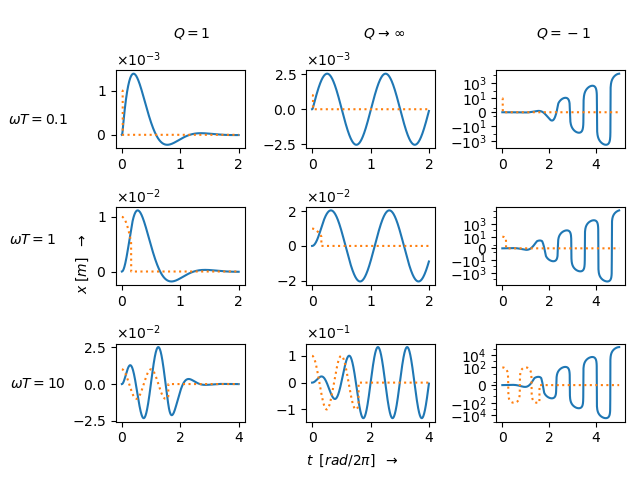 Q = 1 Q → ∞ Q = −1
×10⁻³ ×10⁻³
ωT = 0.1
1 0 2.5 0.0 −2.5 10³ 10¹ 0 −10¹ −10³
0 1 2 0 1 2 0 2 4
×10⁻² ×10⁻²
ωT = 1
x [m] →
1 0 2 0 −2 10³ 10¹ 0 −10¹ −10³
0 1 2 0 1 2 0 2 4
×10⁻² ×10⁻¹
ωT = 10
2.5 0.0 −2.5 1 0 −1 10⁴ 10² 0 −10² −10⁴
0 2 4 0 2 4 0 2 4
t [rad/2π] →